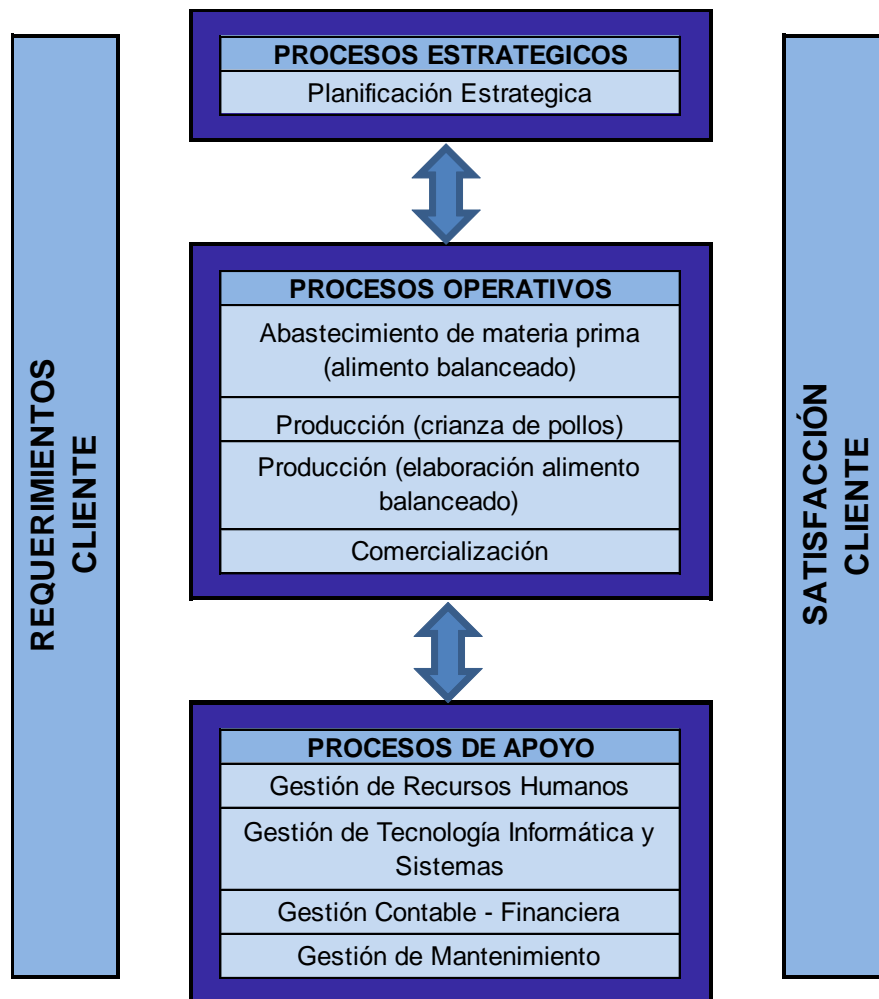 REQUERIMIENTOS
CLIENTE
PROCESOS ESTRATEGICOS
Planificación Estrategica
PROCESOS OPERATIVOS
Abastecimiento de materia prima
(alimento balanceado)
Producción (crianza de pollos)
Producción (elaboración alimento
balanceado)
Comercialización
PROCESOS DE APOYO
Gestión de Recursos Humanos
Gestión de Tecnología Informática y
Sistemas
Gestión Contable - Financiera
Gestión de Mantenimiento
SATISFACCIÓN
CLIENTE